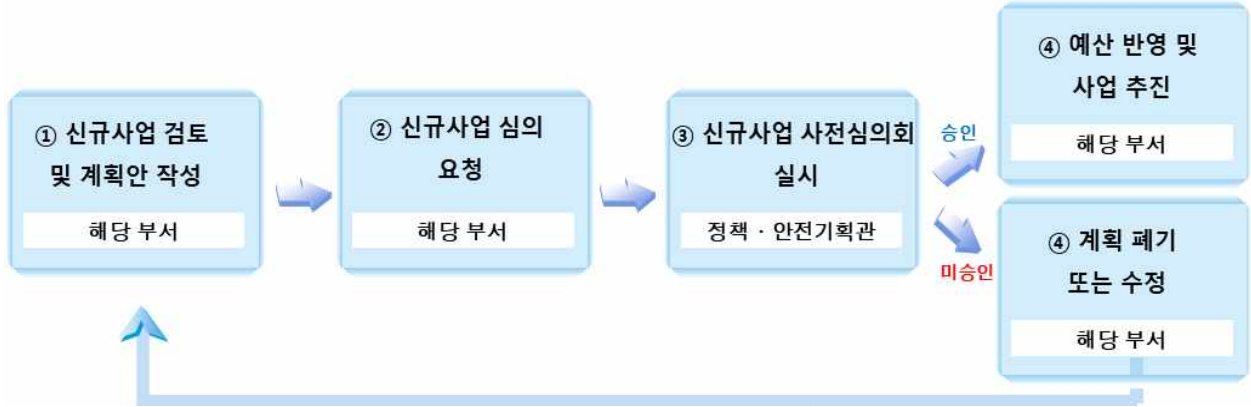 ① 신규사업 검토
및 계획안 작성
해당 부서
② 신규사업 심의
요청
해당 부서
③ 신규사업 사전심의회
실시
정책 · 안전기획관
승인
④ 예산 반영 및
사업 추진
해당 부서
미승인
④ 계획 폐기
또는 수정
해당 부서